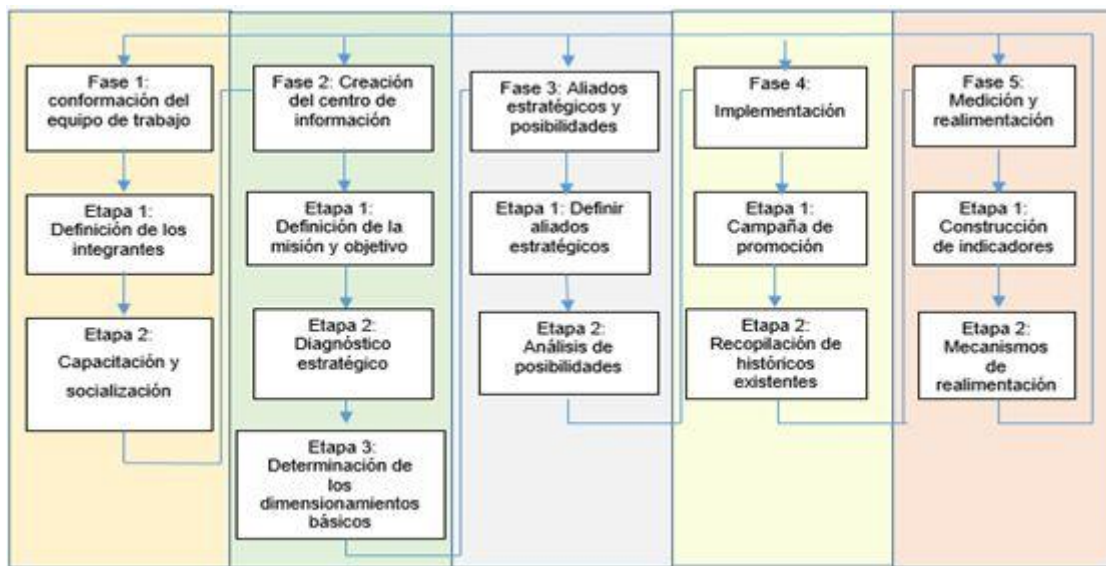 Fase 1:
conformación del
equipo de trabajo
Etapa 1:
Definición de los
integrantes
Etapa 2:
Capacitación y
socialización
Fase 2: Creación
del centro de
información
Etapa 1:
Definición de la
misión y objetivo
Etapa 2:
Diagnóstico
estratégico
Etapa 3:
Determinación de
los
dimensionamientos
básicos
Fase 3: Aliados
estratégicos y
posibilidades
Etapa 1: Definir
aliados
estratégicos
Etapa 2:
Análisis de
posibilidades
Fase 4:
Implementación
Etapa 1:
Campaña de
promoción
Etapa 2:
Recopilación de
históricos
existentes
Fase 5:
Medición y
realimentación
Etapa 1:
Construcción
de indicadores
Etapa 2:
Mecanismos
de
realimentación